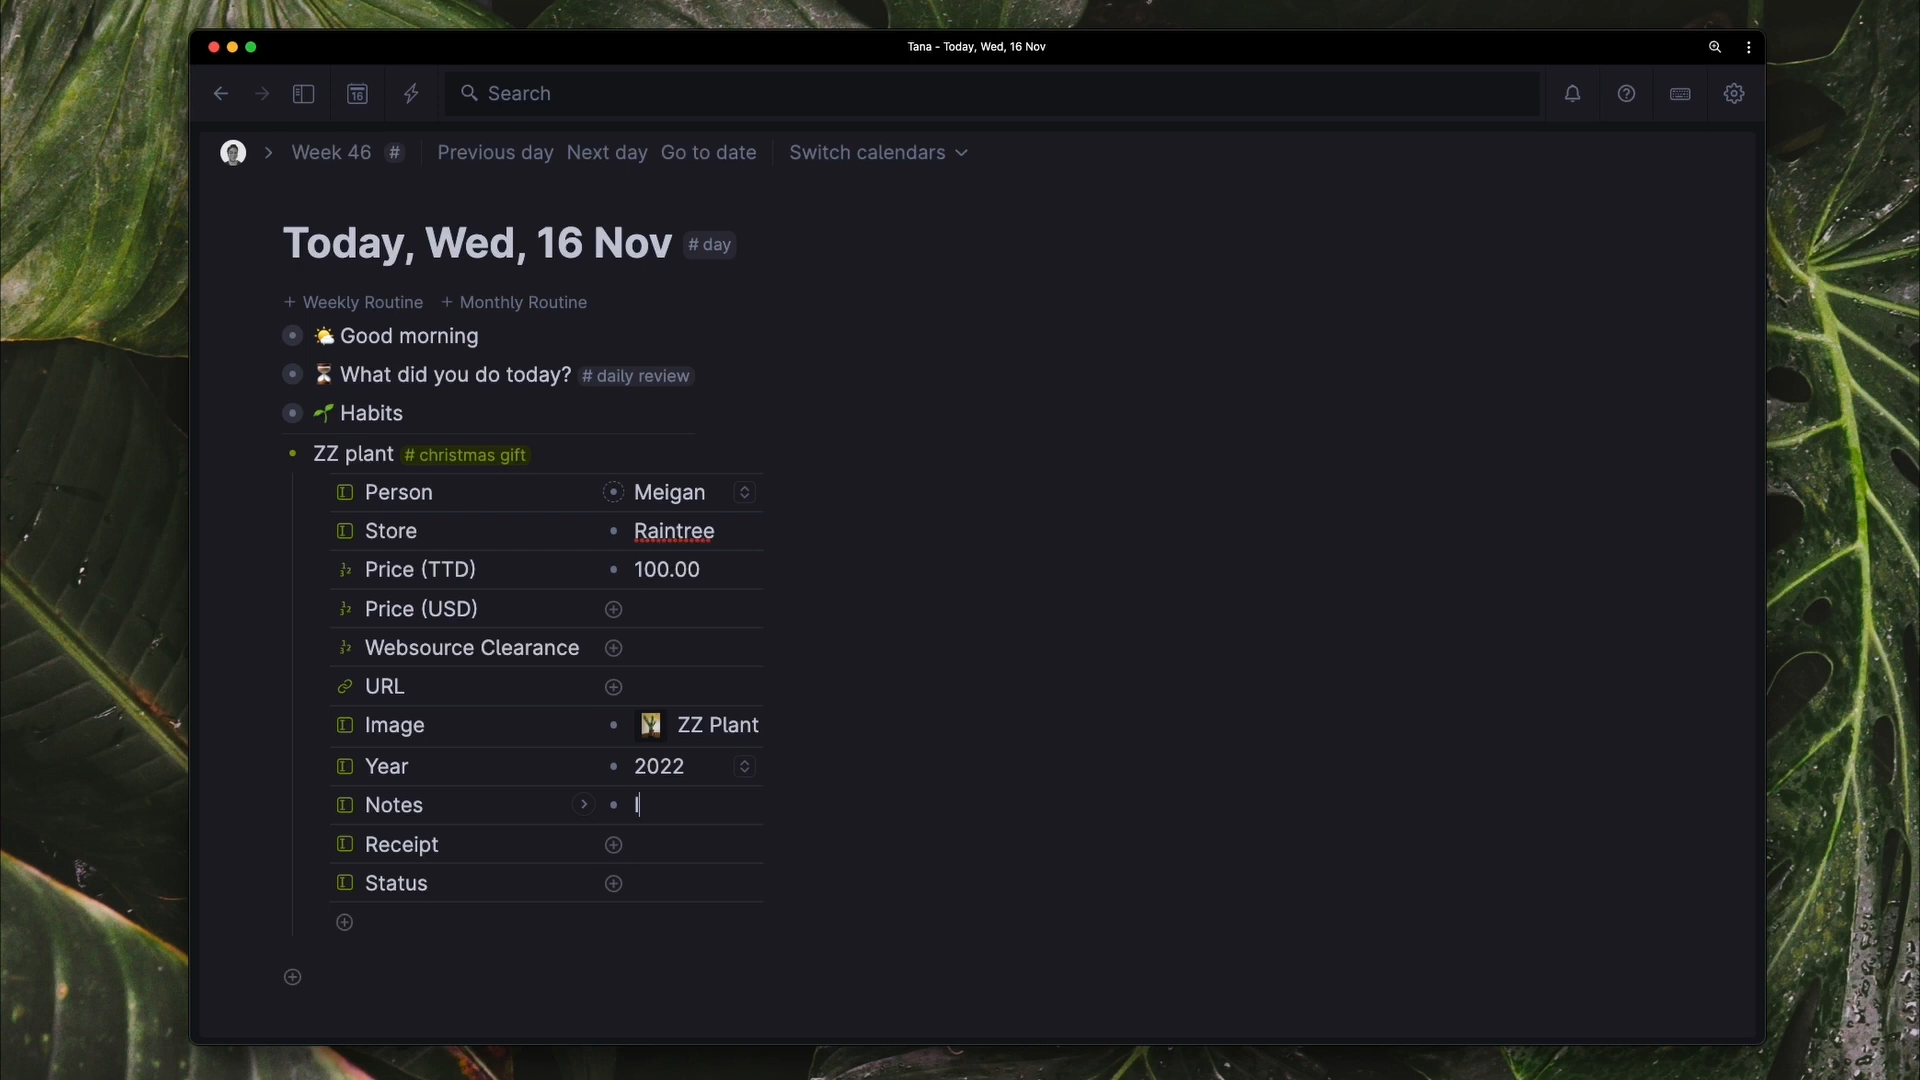 Tana - Today, Wed, 16 Nov
16
Search
Week 46 #
Previous day Next day Go to date Switch calendars
Today, Wed, 16 Nov # day
+ Weekly Routine + Monthly Routine
Good morning
What did you do today? # daily review
Habits
ZZ plant # christmas gift
Person Meigan
Store Raintree
Price (TTD) 100.00
Price (USD)
Websource Clearance
URL
Image ZZ Plant
Year 2022
Notes I
Receipt
Status